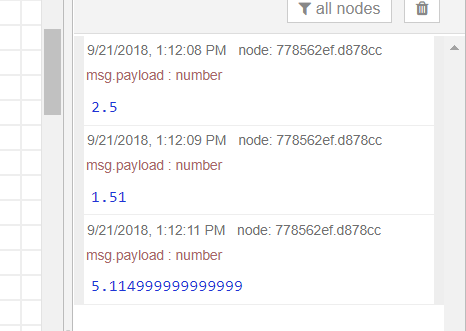 all nodes
9/21/2018, 1:12:08 PM node: 778562ef.d878cc
msg.payload : number
2.5
9/21/2018, 1:12:09 PM node: 778562ef.d878cc
msg.payload : number
1.51
9/21/2018, 1:12:11 PM node: 778562ef.d878cc
msg.payload : number
5.114999999999999